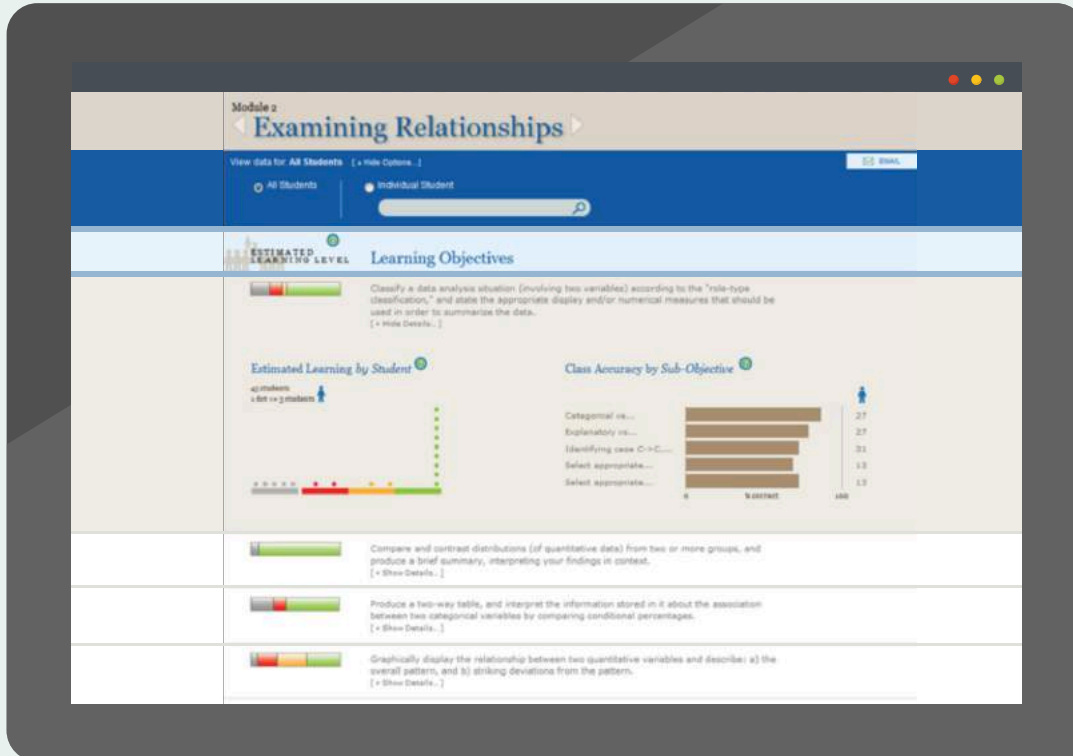 Module 2
Examining Relationships
View data for: All Students [ + Hide Options... ]
EMAIL
All Students
Individual Student
ESTIMATED
LEARNING LEVEL
Learning Objectives
Classify a data analysis situation (involving two variables) according to the "role-type
classification," and state the appropriate display and/or numerical measures that should be
used in order to summarize the data.
[ + Hide Details... ]
Estimated Learning by Student
students
1 dot = 3 students
Class Accuracy by Sub-Objective
Categorical vs... 27
Explanatory vs... 27
Identifying case C->C.... 31
Select appropriate... 13
Select appropriate... 13
0 % correct 100
Compare and contrast distributions (of quantitative data) from two or more groups, and
produce a brief summary, interpreting your findings in context.
[ + Show Details... ]
Produce a two-way table, and interpret the information stored in it about the association
between two categorical variables by comparing conditional percentages.
[ + Show Details... ]
Graphically display the relationship between two quantitative variables and describe: a) the
overall pattern, and b) striking deviations from the pattern.
[ + Show Details... ]